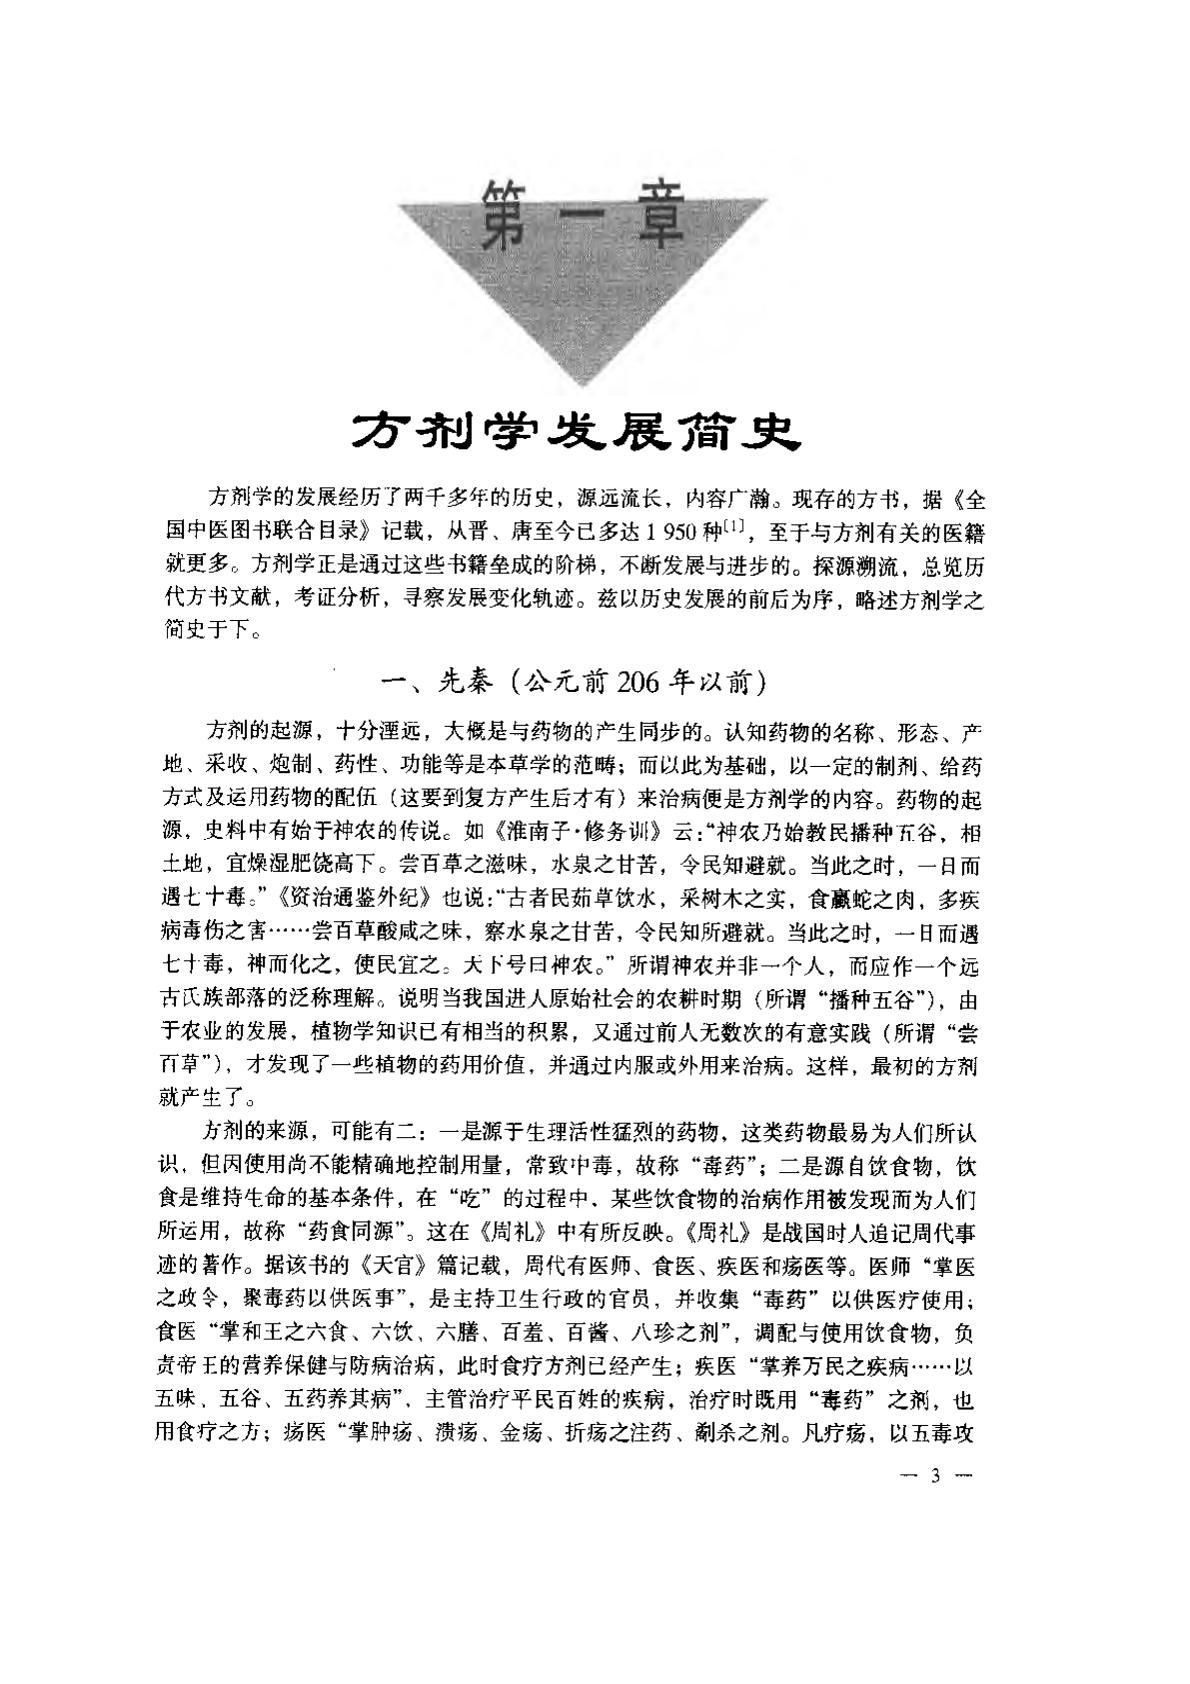 第一章
方剂学发展简史
方剂学的发展经历了两千多年的历史，源远流长，内容广瀚。现存的方书，据《全
国中医图书联合目录》记载，从晋、唐至今已多达1 950种[1]，至于与方剂有关的医籍
就更多。方剂学正是通过这些书籍垒成的阶梯，不断发展与进步的。探源溯流，总览历
代方书文献，考证分析，寻察发展变化轨迹。兹以历史发展的前后为序，略述方剂学之
简史于下。
一、先秦（公元前206年以前）
方剂的起源，十分湮远，大概是与药物的产生同步的。认知药物的名称、形态、产
地、采收、炮制、药性、功能等是本草学的范畴；而以此为基础，以一定的制剂、给药
方式及运用药物的配伍（这要到复方产生后才有）来治病便是方剂学的内容。药物的起
源，史料中有始于神农的传说。如《淮南子·修务训》云：“神农乃始教民播种五谷，相
土地，宜燥湿肥饶高下。尝百草之滋味，水泉之甘苦，令民知避就。当此之时，一日而
遇七十毒。”《资治通鉴外纪》也说：“古者民茹草饮水，采树木之实，食蠃蛇之肉，多疾
病毒伤之害……尝百草酸咸之味，察水泉之甘苦，令民知所避就。当此之时，一日而遇
七十毒，神而化之，使民宜之。天下号曰神农。”所谓神农并非一个人，而应作一个远
古氏族部落的泛称理解。说明当我国进人原始社会的农耕时期（所谓“播种五谷”），由
于农业的发展，植物学知识已有相当的积累，又通过前人无数次的有意实践（所谓“尝
百草”），才发现了一些植物的药用价值，并通过内服或外用来治病。这样，最初的方剂
就产生了。
方剂的来源，可能有二：一是源于生理活性猛烈的药物，这类药物最易为人们所认
识，但因使用尚不能精确地控制用量，常致中毒，故称“毒药”；二是源自饮食物，饮
食是维持生命的基本条件，在“吃”的过程中、某些饮食物的治病作用被发现而为人们
所运用，故称“药食同源”。这在《周礼》中有所反映。《周礼》是战国时人追记周代事
迹的著作。据该书的《天官》篇记载，周代有医师、食医、疾医和疡医等。医师“掌医
之政令，聚毒药以供医事”，是主持卫生行政的官员，并收集“毒药”以供医疗使用；
食医“掌和王之六食、六饮、六膳、百羞、百酱、八珍之剂”，调配与使用饮食物，负
责帝王的营养保健与防病治病，此时食疗方剂已经产生；疾医“掌养万民之疾病……以
五味、五谷、五药养其病”，主管治疗平民百姓的疾病，治疗时既用“毒药”之剂，也
用食疗之方；疡医“掌肿疡、溃疡、金疡、折疡之注药、劀杀之剂。凡疗疡，以五毒攻
— 3 —